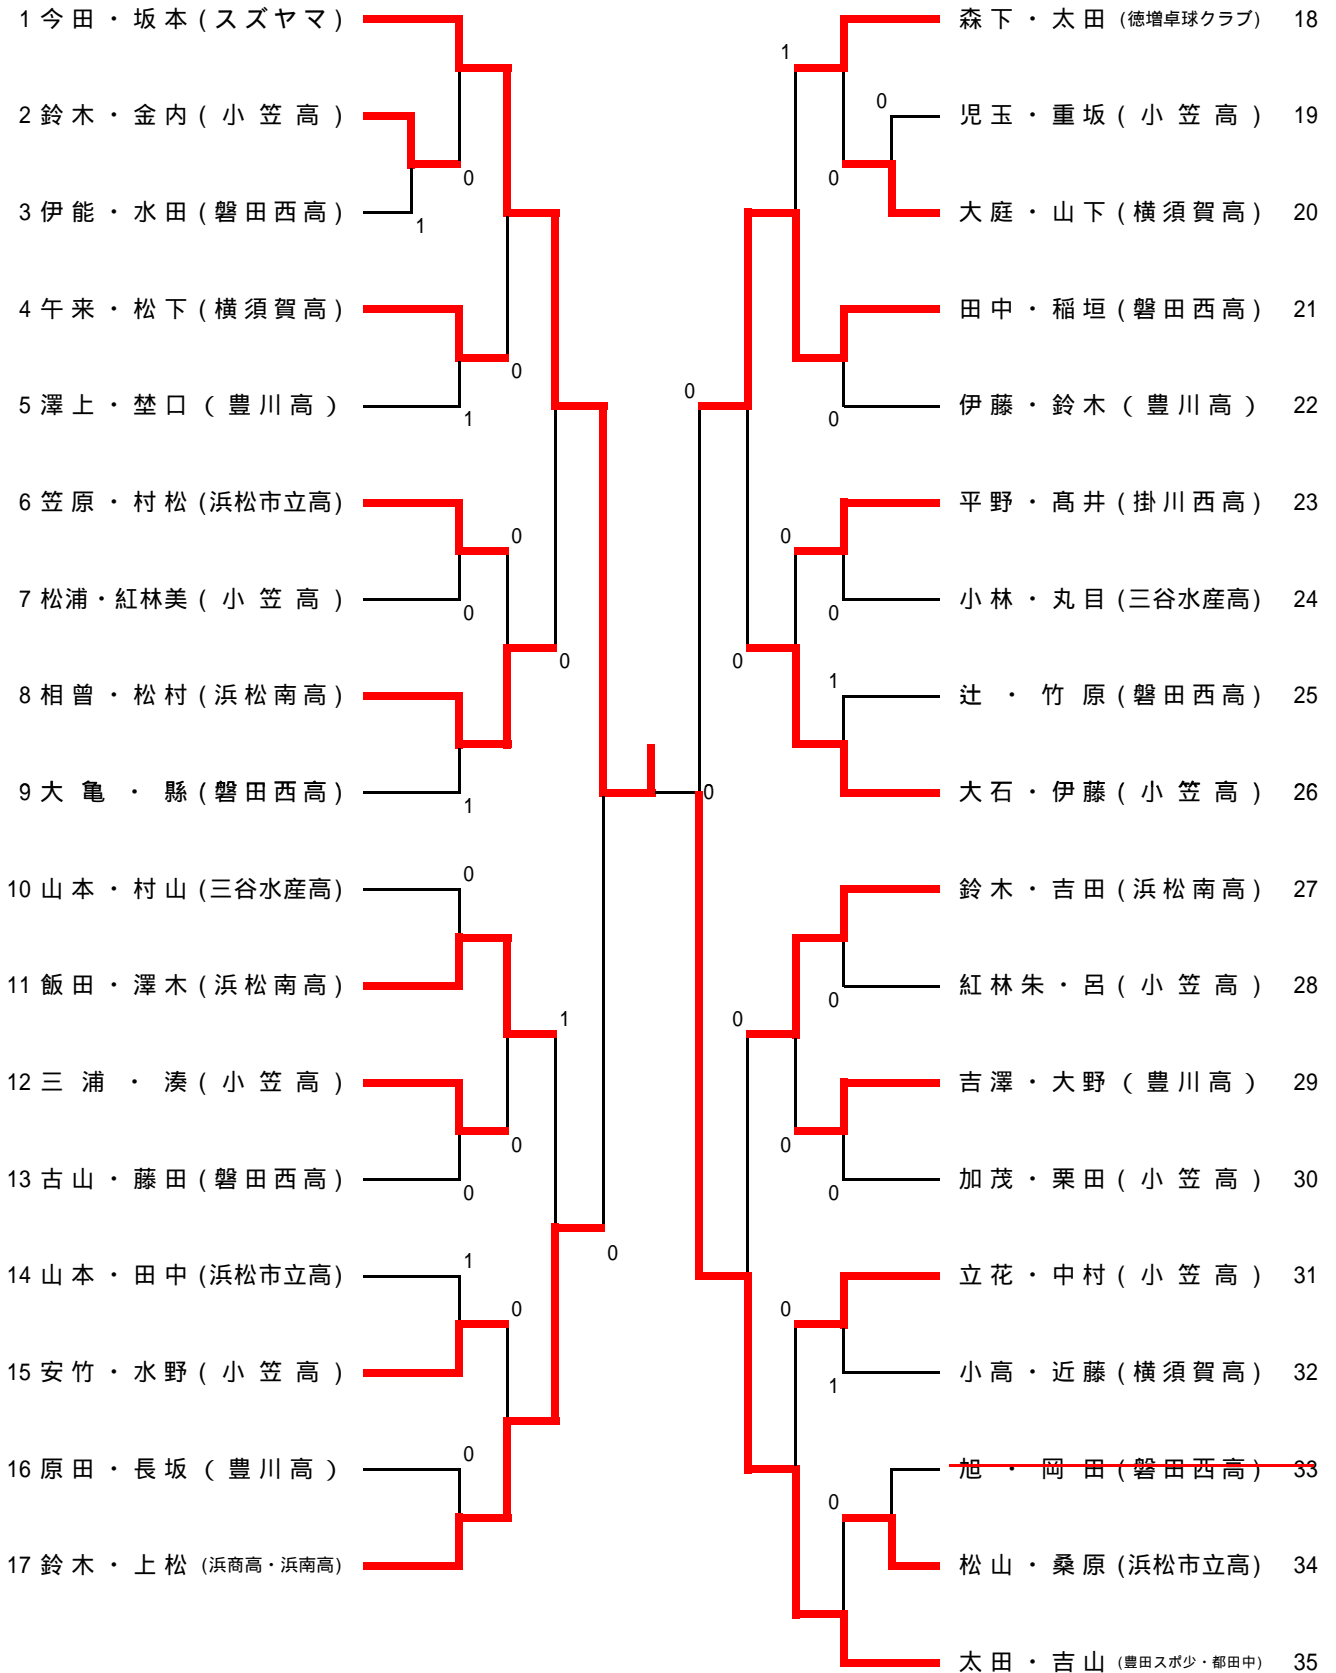 1 今田・坂本 (スズヤマ)
2 鈴木・金内 (小笠高)
3 伊能・水田 (磐田西高)
4 午来・松下 (横須賀高)
5 澤上・埜口 (豊川高)
6 笠原・村松 (浜松市立高)
7 松浦・紅林美 (小笠高)
8 相曽・松村 (浜松南高)
9 大亀・縣 (磐田西高)
10 山本・村山 (三谷水産高)
11 飯田・澤木 (浜松南高)
12 三浦・湊 (小笠高)
13 古山・藤田 (磐田西高)
14 山本・田中 (浜松市立高)
15 安竹・水野 (小笠高)
16 原田・長坂 (豊川高)
17 鈴木・上松 (浜商高・浜南高)
0
1
0
1
0
0
0
1
0
0
0
1
0
1
0
0
0
0
1
0
0
0
0
0
0
1
0
0
0
0
0
0
1
0
森下・太田 (徳増卓球クラブ) 18
児玉・重坂 (小笠高) 19
大庭・山下 (横須賀高) 20
田中・稲垣 (磐田西高) 21
伊藤・鈴木 (豊川高) 22
平野・髙井 (掛川西高) 23
小林・丸目 (三谷水産高) 24
辻・竹原 (磐田西高) 25
大石・伊藤 (小笠高) 26
鈴木・吉田 (浜松南高) 27
紅林朱・呂 (小笠高) 28
吉澤・大野 (豊川高) 29
加茂・栗田 (小笠高) 30
立花・中村 (小笠高) 31
小高・近藤 (横須賀高) 32
旭・岡田 (磐田西高) 33
松山・桑原 (浜松市立高) 34
太田・吉山 (豊田スポ少・都田中) 35